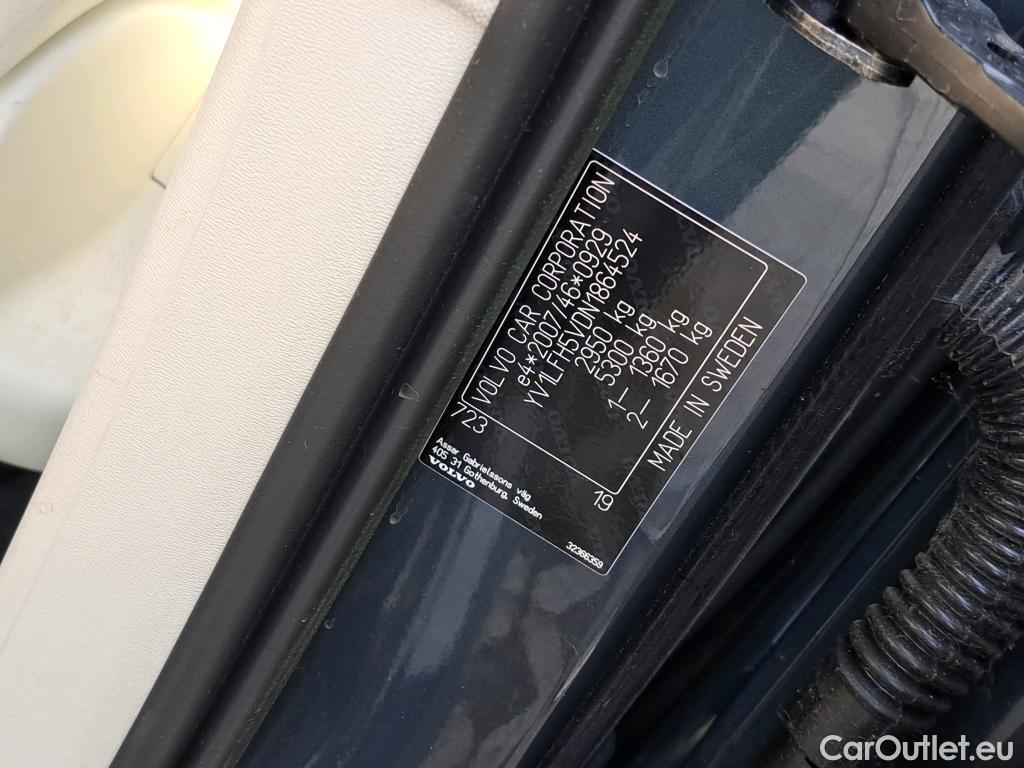 VOLVO CAR CORPORATION
e4*2007/46*0929
YV1LFH5VDN1864524
2950 kg
5300 kg
1– 1360 kg
2– 1670 kg
MADE IN SWEDEN
723
19
Assar Gabrielssons väg
405 31 Gothenburg, Sweden
VOLVO
32366359
CarOutlet.eu